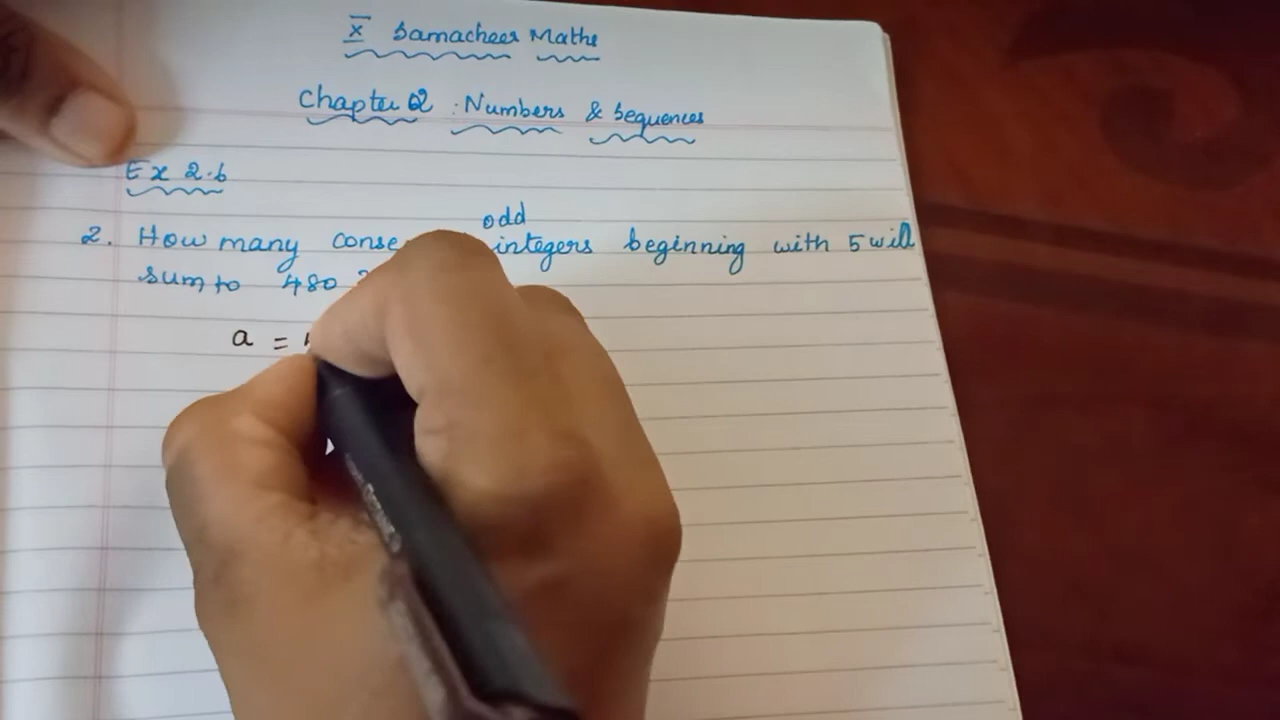 X Samacheer Maths
Chapter 2 : Numbers & Sequences
Ex 2.6
odd
2. How many conse integers beginning with 5 will
sum to 480 ?
a =